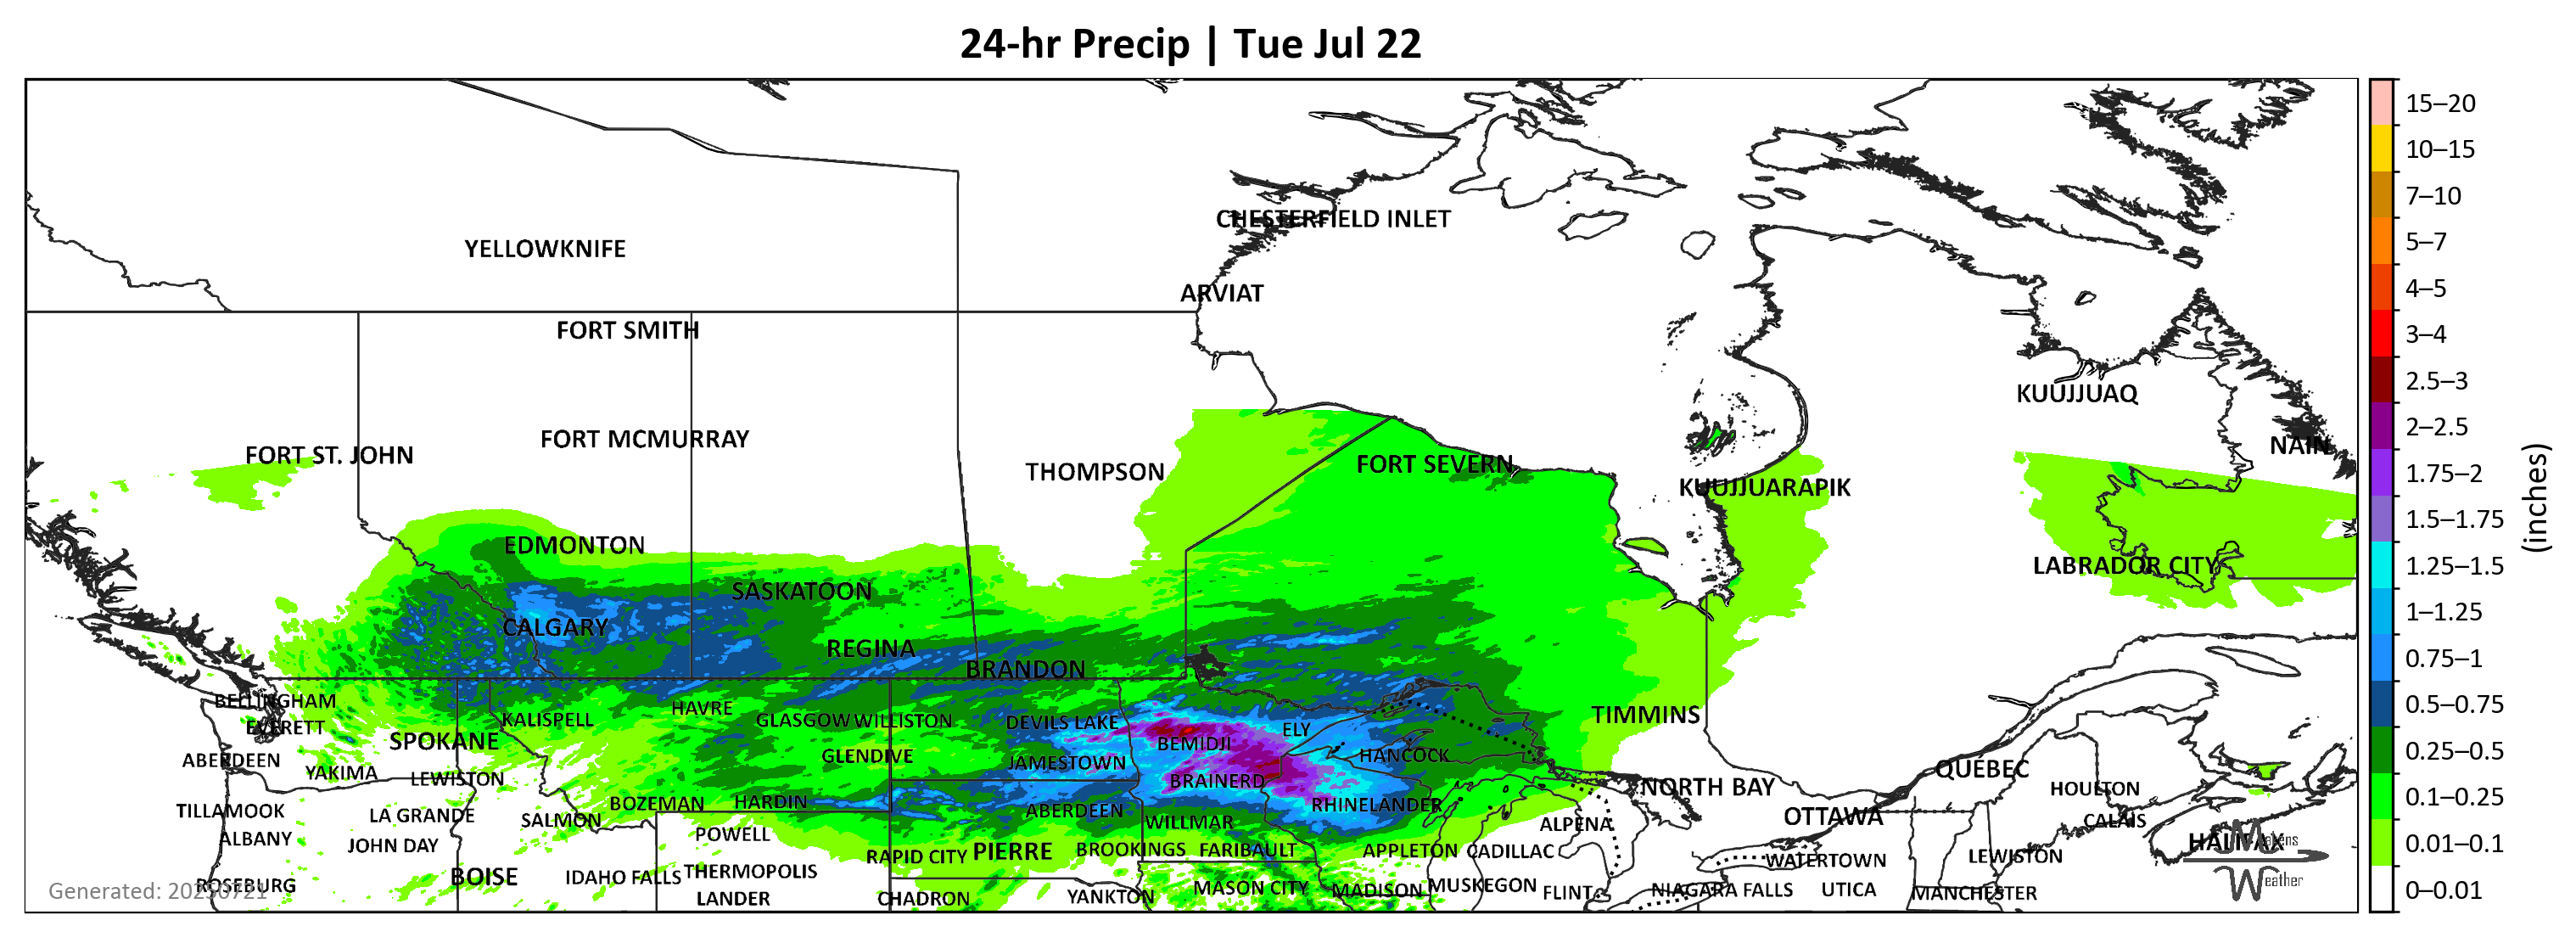 24-hr Precip | Tue Jul 22
CHESTERFIELD INLET
YELLOWKNIFE
ARVIAT
FORT SMITH
KUUJJUAQ
FORT MCMURRAY
NAIN
FORT ST. JOHN
THOMPSON
FORT SEVERN
KUUJJUARAPIK
EDMONTON
LABRADOR CITY
SASKATOON
CALGARY
REGINA
BRANDON
BELLINGHAM
HAVRE
TIMMINS
KALISPELL
GLASGOW
WILLISTON
DEVILS LAKE
EVERETT
ELY
SPOKANE
BEMIDJI
GLENDIVE
HANCOCK
ABERDEEN
JAMESTOWN
QUÉBEC
YAKIMA
LEWISTON
BRAINERD
NORTH BAY
HOULTON
BOZEMAN
HARDIN
RHINELANDER
TILLAMOOK
LA GRANDE
SALMON
ABERDEEN
WILLMAR
ALPENA
OTTAWA
CALAIS
ALBANY
JOHN DAY
POWELL
HALIFAX
Matens
RAPID CITY
PIERRE
BROOKINGS
FARIBAULT
APPLETON
CADILLAC
WATERTOWN
LEWISTON
THERMOPOLIS
BOISE
IDAHO FALLS
Weather
ROSEBURG
MASON CITY
MADISON
MUSKEGON
FLINT
NIAGARA FALLS
UTICA
MANCHESTER
Generated: 20250721
LANDER
CHADRON
YANKTON
15–20
10–15
7–10
5–7
4–5
3–4
2.5–3
2–2.5
1.75–2
1.5–1.75
1.25–1.5
1–1.25
0.75–1
0.5–0.75
0.25–0.5
0.1–0.25
0.01–0.1
0–0.01
(inches)